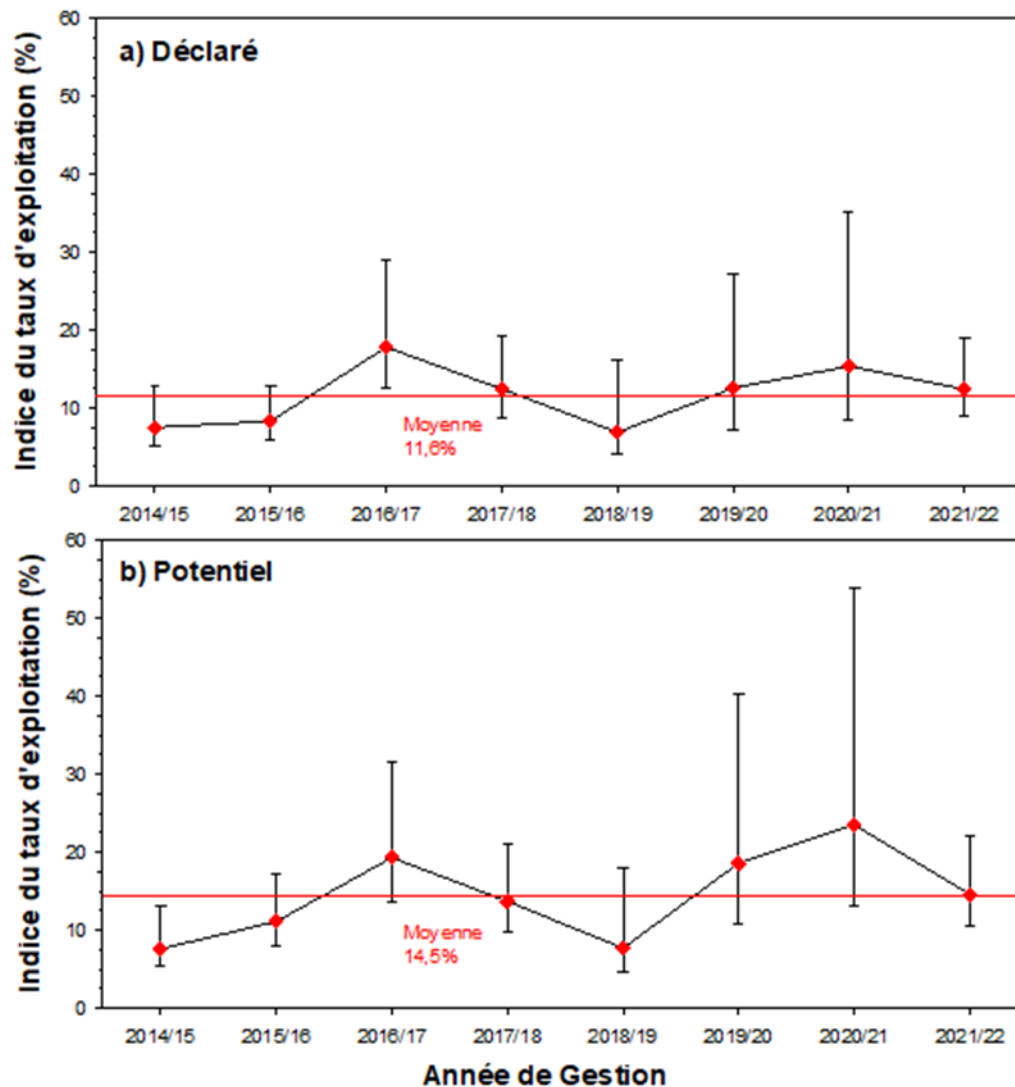 a) Déclaré
Indice du taux d'exploitation (%)
60
50
40
30
20
10
0
Moyenne
11,6%
2014/15 2015/16 2016/17 2017/18 2018/19 2019/20 2020/21 2021/22
b) Potentiel
Indice du taux d'exploitation (%)
60
50
40
30
20
10
0
Moyenne
14,5%
2014/15 2015/16 2016/17 2017/18 2018/19 2019/20 2020/21 2021/22
Année de Gestion